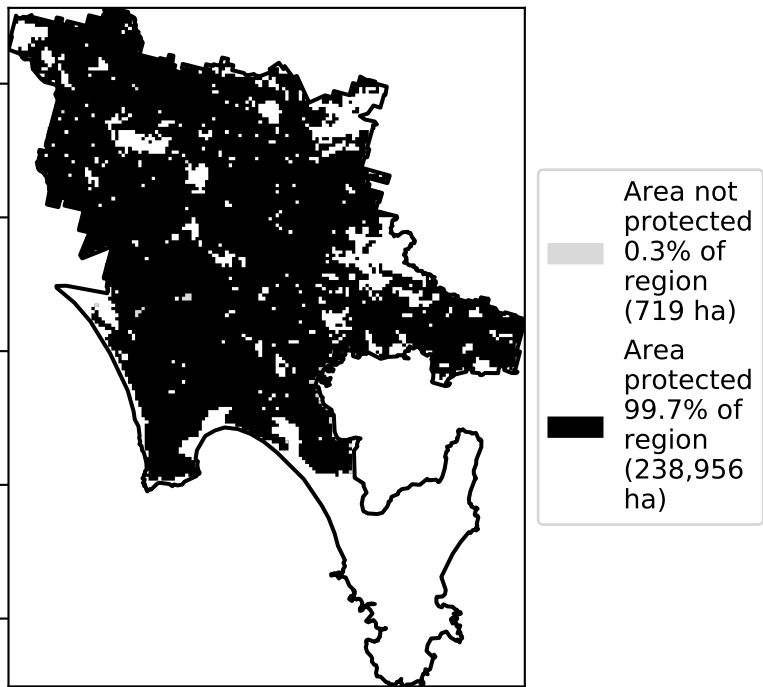 Area not
protected
0.3% of
region
(719 ha)
Area
protected
99.7% of
region
(238,956
ha)